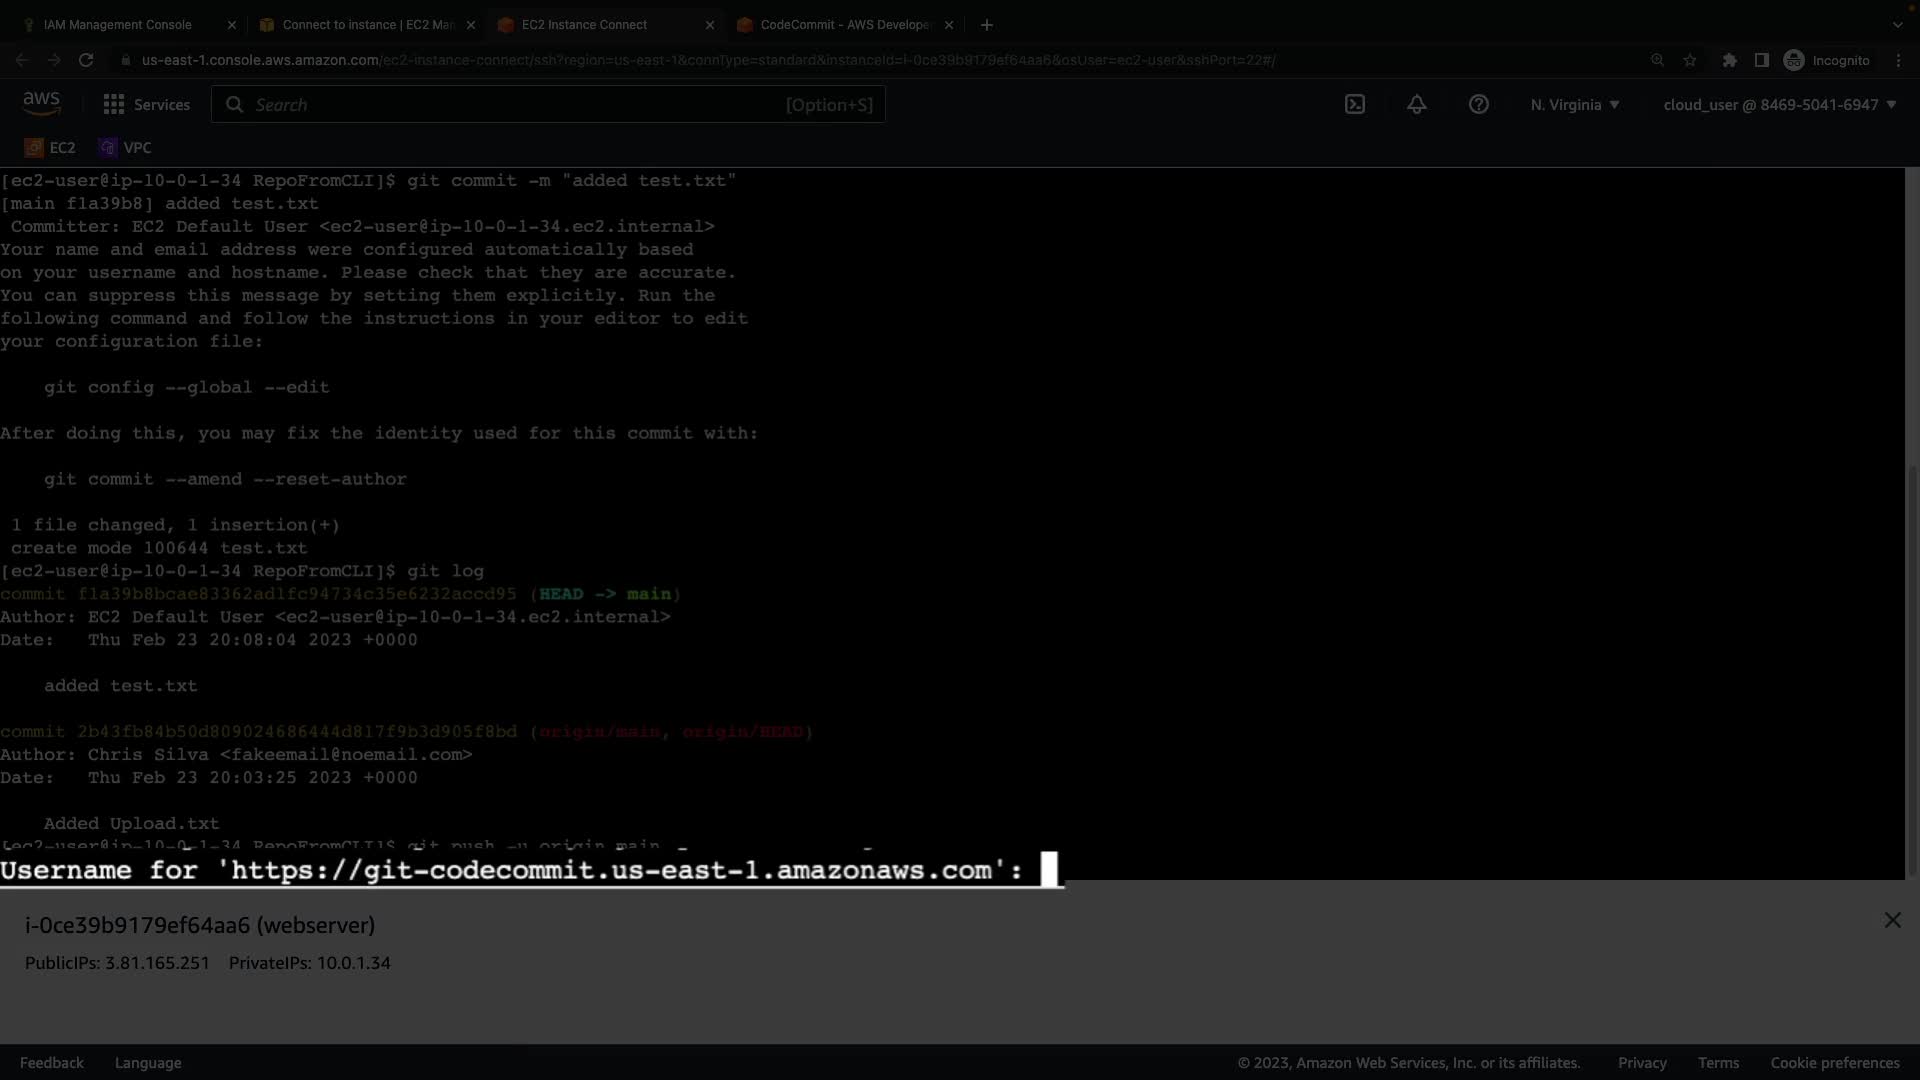 IAM Management Console
Connect to instance | EC2 Man
EC2 Instance Connect
CodeCommit - AWS Develope
us-east-1.console.aws.amazon.com/ec2-instance-connect/ssh?region=us-east-1&connType=standard&instanceId=i-0ce39b9179ef64aa6&osUser=ec2-user&sshPort=22#/
Incognito
aws
Services
Search
[Option+S]
N. Virginia
cloud_user @ 8469-5041-6947
EC2
VPC
[ec2-user@ip-10-0-1-34 RepoFromCLI]$ git commit -m "added test.txt"
[main f1a39b8] added test.txt
Committer: EC2 Default User <ec2-user@ip-10-0-1-34.ec2.internal>
Your name and email address were configured automatically based
on your username and hostname. Please check that they are accurate.
You can suppress this message by setting them explicitly. Run the
following command and follow the instructions in your editor to edit
your configuration file:
git config --global --edit
After doing this, you may fix the identity used for this commit with:
git commit --amend --reset-author
1 file changed, 1 insertion(+)
create mode 100644 test.txt
[ec2-user@ip-10-0-1-34 RepoFromCLI]$ git log
commit f1a39b8bcae83362ad1fc94734c35e6232accd95 (HEAD -> main)
Author: EC2 Default User <ec2-user@ip-10-0-1-34.ec2.internal>
Date:   Thu Feb 23 20:08:04 2023 +0000
added test.txt
commit 2b43fb84b50d809024686444d817f9b3d905f8bd (origin/main, origin/HEAD)
Author: Chris Silva <fakeemail@noemail.com>
Date:   Thu Feb 23 20:03:25 2023 +0000
Added Upload.txt
[ec2-user@ip-10-0-1-34 RepoFromCLI]$ git push -u origin main
Username for 'https://git-codecommit.us-east-1.amazonaws.com':
i-0ce39b9179ef64aa6 (webserver)
PublicIPs: 3.81.165.251   PrivateIPs: 10.0.1.34
Feedback
Language
© 2023, Amazon Web Services, Inc. or its affiliates.
Privacy
Terms
Cookie preferences